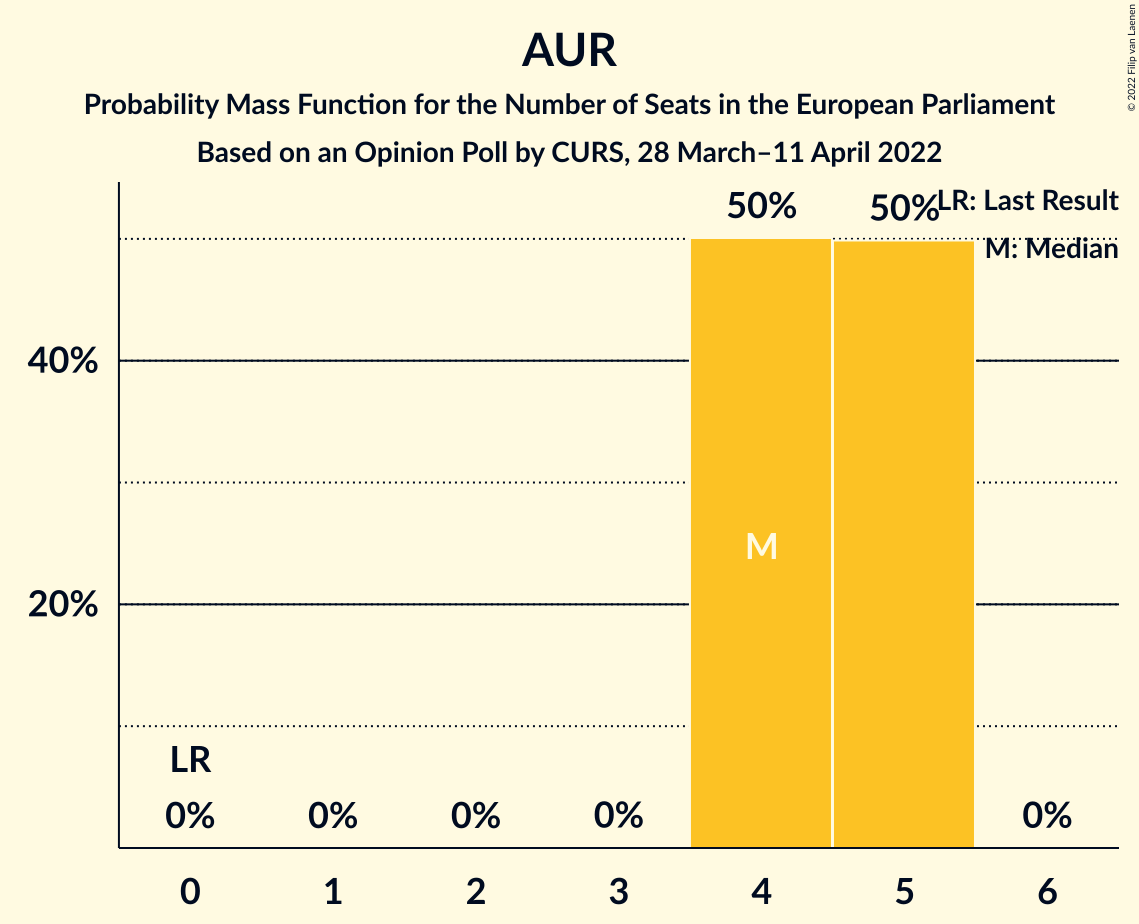 AUR
Probability Mass Function for the Number of Seats in the European Parliament
Based on an Opinion Poll by CURS, 28 March–11 April 2022
© 2022 Filip van Laenen
LR: Last Result
M: Median
50%
50%
40%
20%
M
LR
0%
0%
0%
0%
0%
0
1
2
3
4
5
6